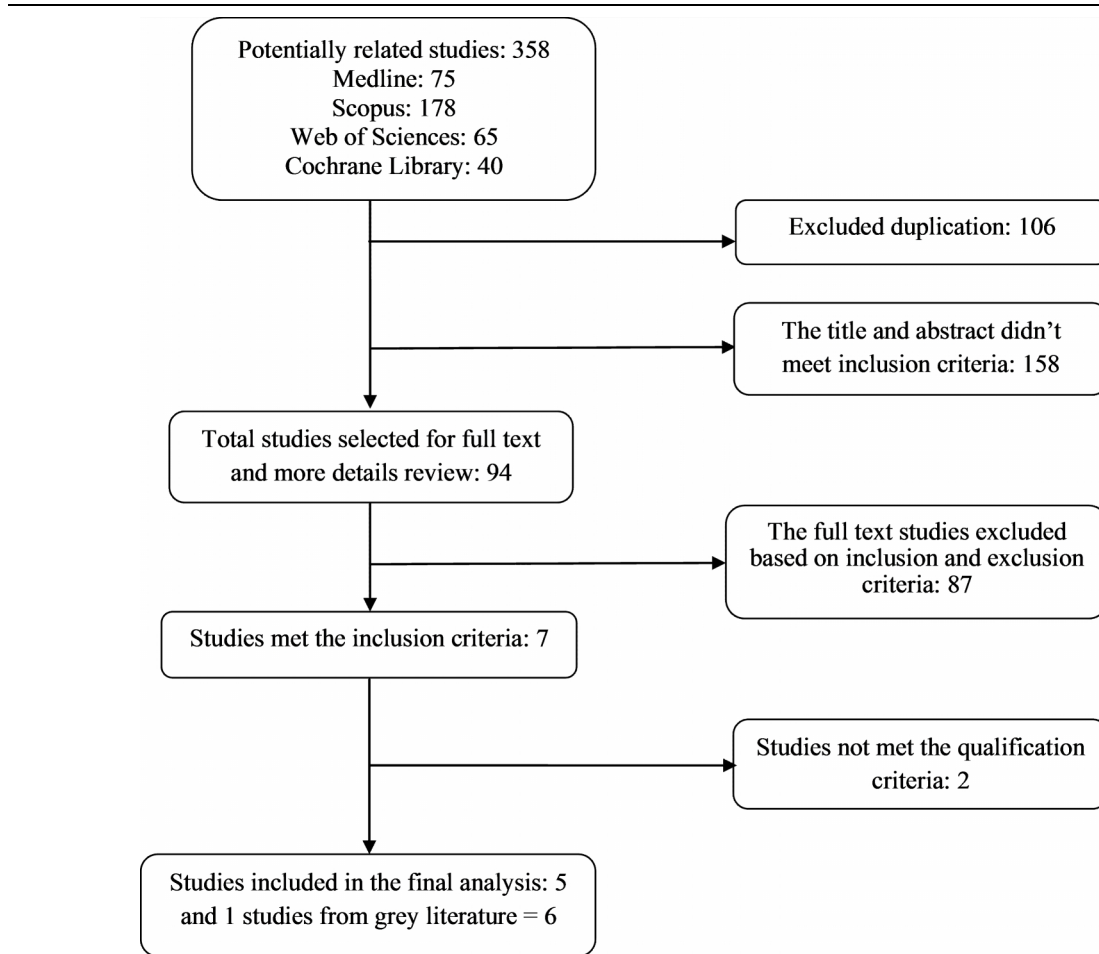 Potentially related studies: 358
Medline: 75
Scopus: 178
Web of Sciences: 65
Cochrane Library: 40
Excluded duplication: 106
The title and abstract didn’t
meet inclusion criteria: 158
Total studies selected for full text
and more details review: 94
The full text studies excluded
based on inclusion and exclusion
criteria: 87
Studies met the inclusion criteria: 7
Studies not met the qualification
criteria: 2
Studies included in the final analysis: 5
and 1 studies from grey literature = 6